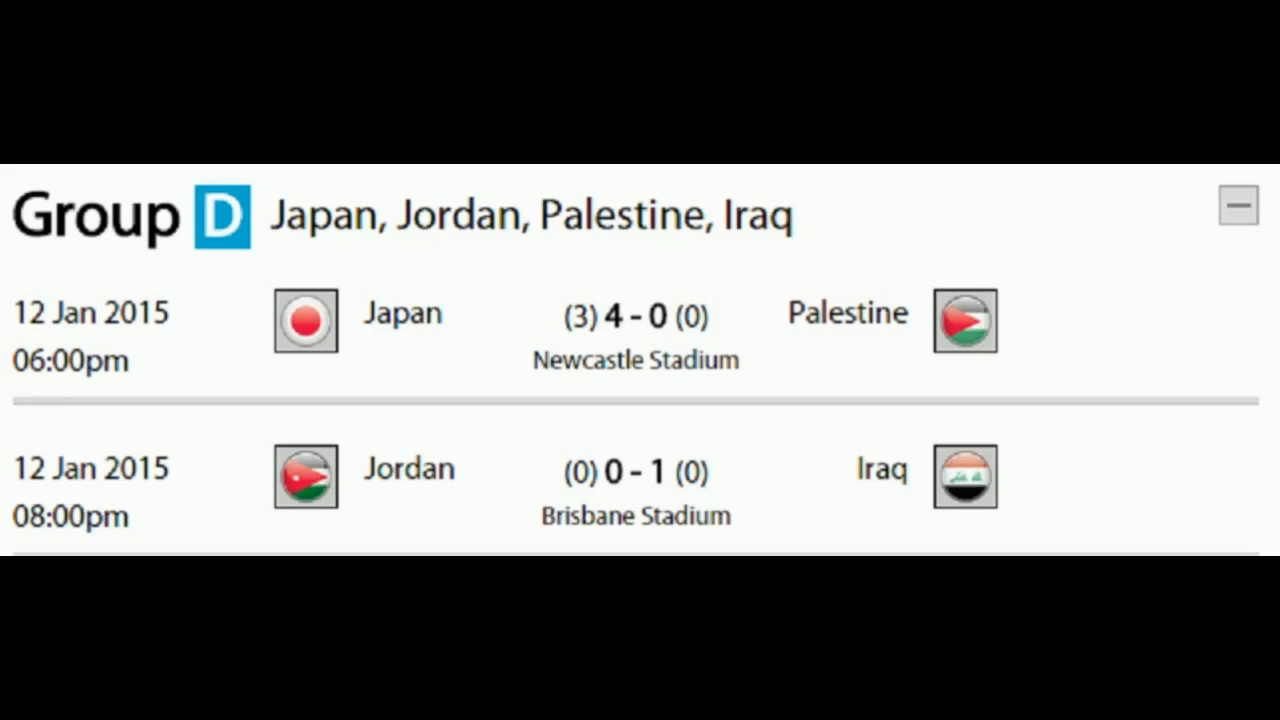 Group D Japan, Jordan, Palestine, Iraq
12 Jan 2015 Japan (3) 4 - 0 (0) Palestine
06:00pm Newcastle Stadium
12 Jan 2015 Jordan (0) 0 - 1 (0) Iraq
08:00pm Brisbane Stadium